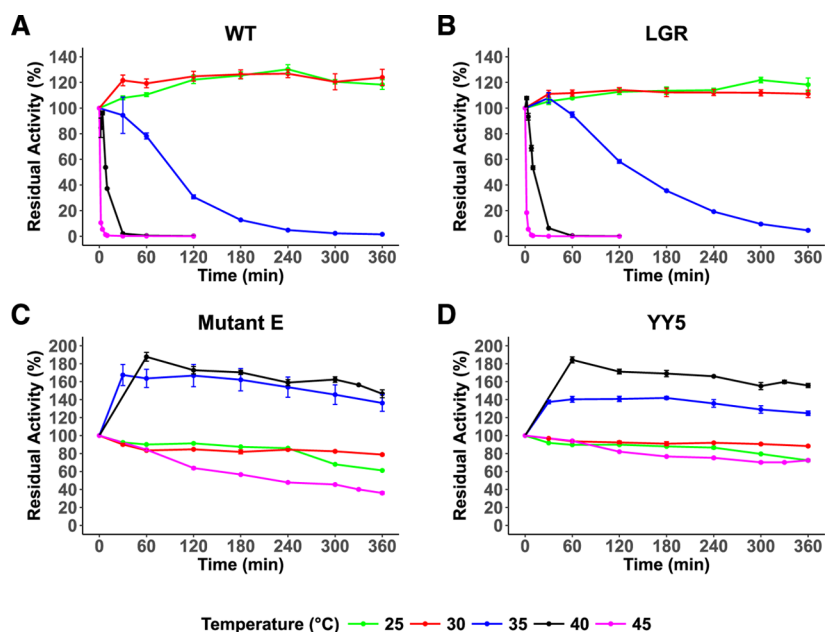 A
WT
Residual Activity (%)
140
120
100
80
60
40
20
0
0 60 120 180 240 300 360
Time (min)
B
LGR
Residual Activity (%)
140
120
100
80
60
40
20
0
0 60 120 180 240 300 360
Time (min)
C
Mutant E
Residual Activity (%)
200
180
160
140
120
100
80
60
40
20
0
0 60 120 180 240 300 360
Time (min)
D
YY5
Residual Activity (%)
200
180
160
140
120
100
80
60
40
20
0
0 60 120 180 240 300 360
Time (min)
Temperature (°C) 25 30 35 40 45